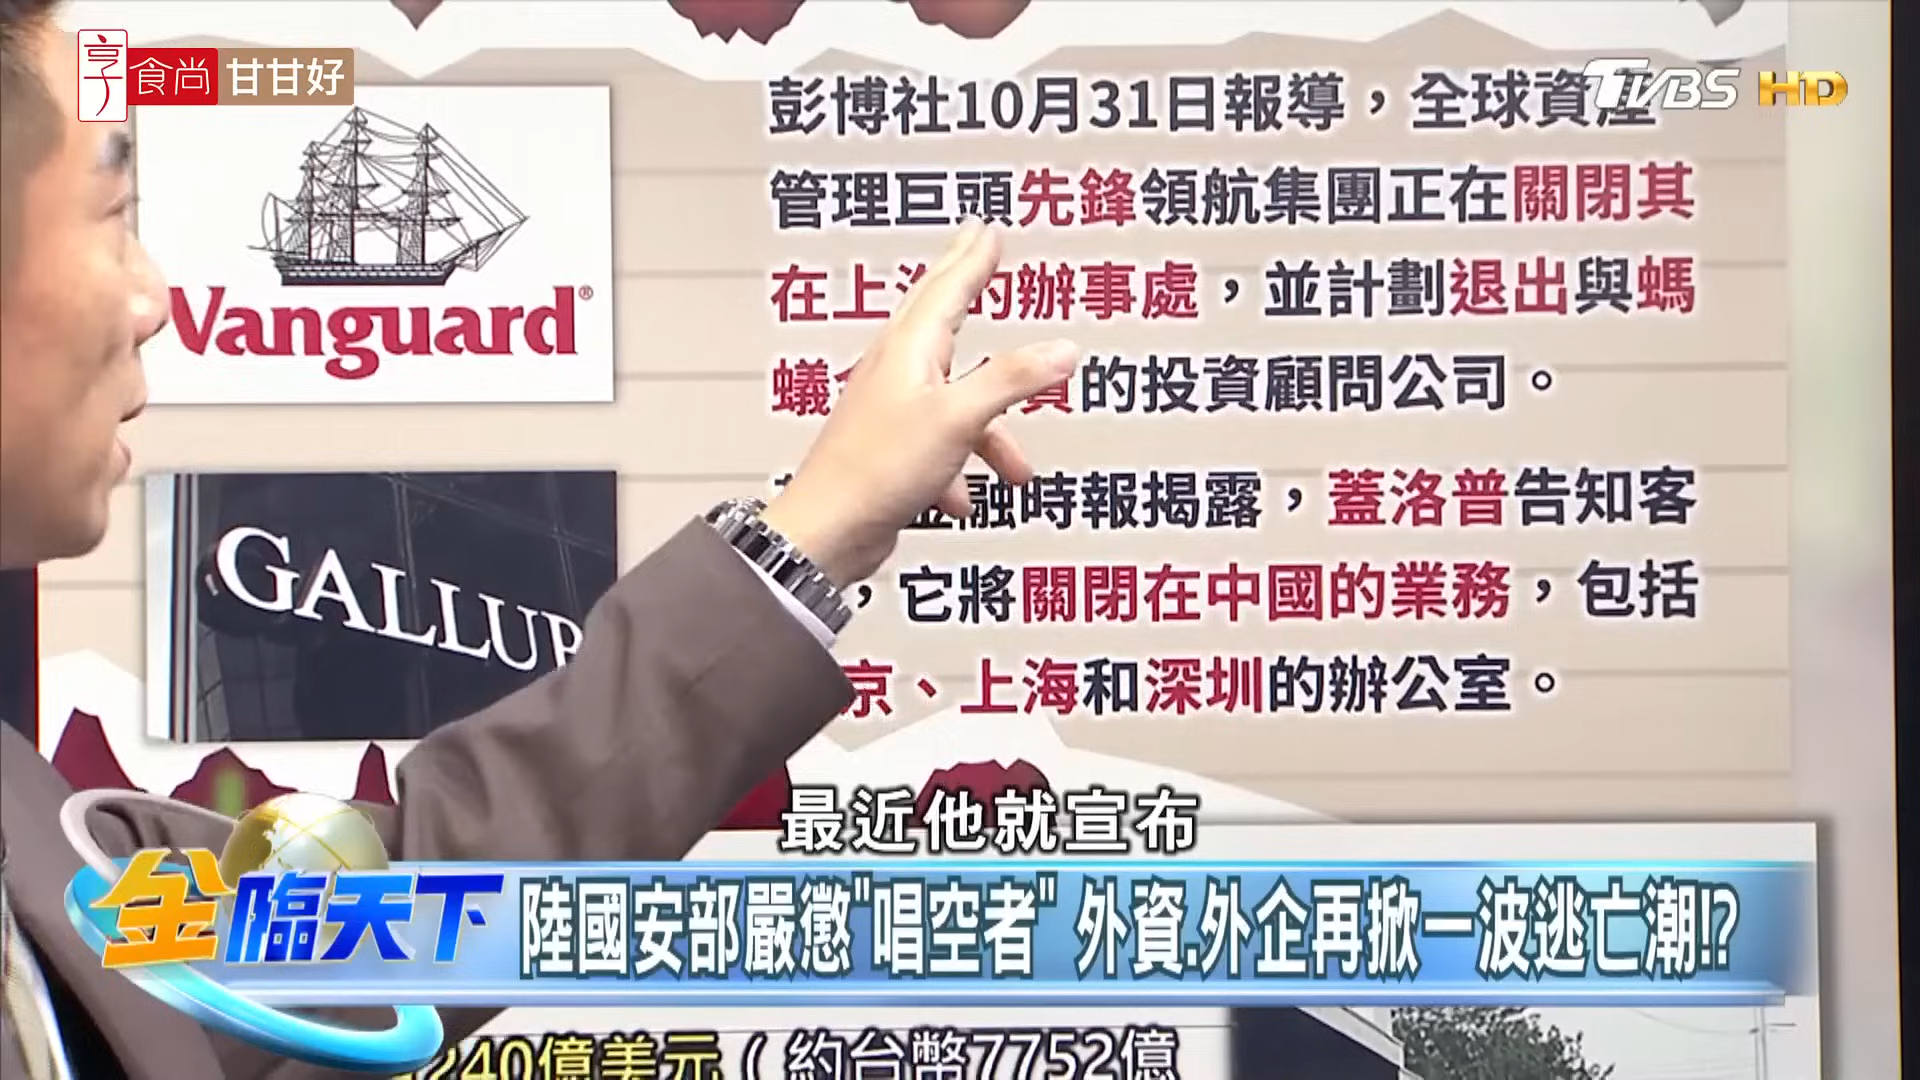 享 食尚 甘甘好
TVBS HD
彭博社10月31日報導，全球資產
管理巨頭先鋒領航集團正在關閉其
在上海的辦事處，並計劃退出與螞
蟻 的投資顧問公司。
Vanguard®
金融時報揭露，蓋洛普告知客
，它將關閉在中國的業務，包括
京、上海和深圳的辦公室。
GALLUP
最近他就宣布
金臨天下
陸國安部嚴懲"唱空者" 外資.外企再掀一波逃亡潮!?
240億美元（約台幣7752億